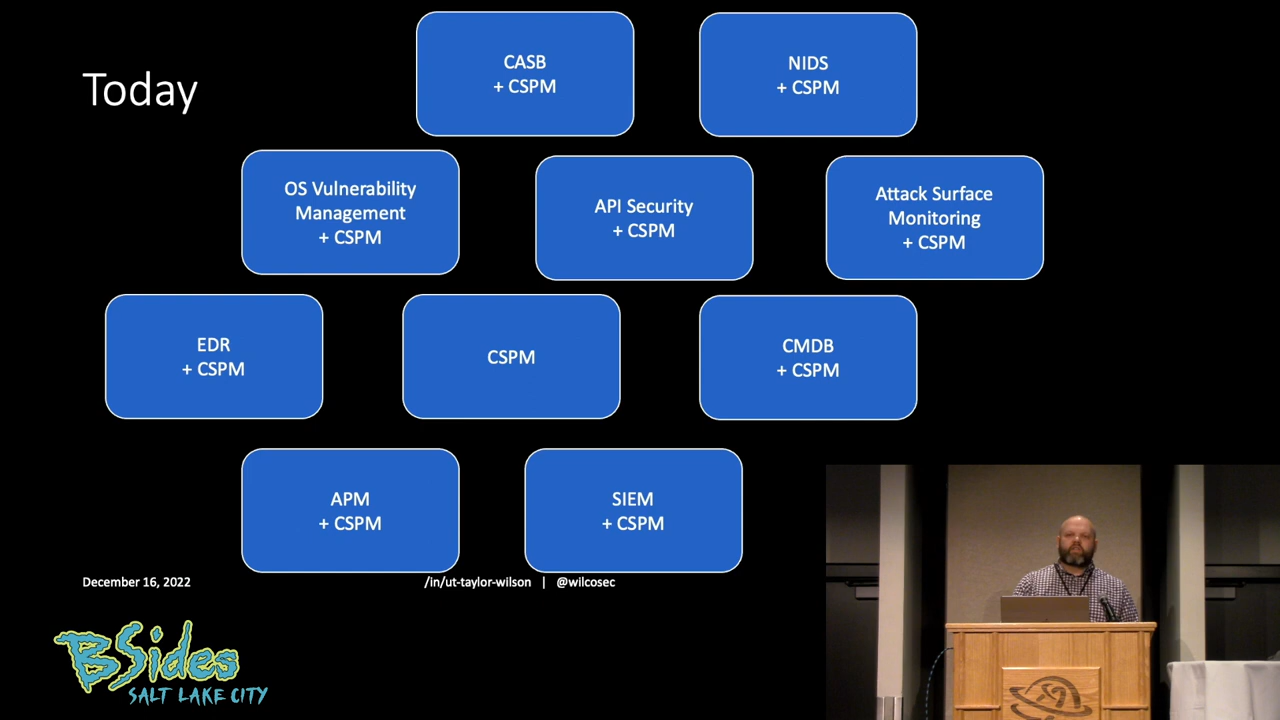 Today
CASB
+ CSPM
NIDS
+ CSPM
OS Vulnerability
Management
+ CSPM
API Security
+ CSPM
Attack Surface
Monitoring
+ CSPM
EDR
+ CSPM
CSPM
CMDB
+ CSPM
APM
+ CSPM
SIEM
+ CSPM
December 16, 2022
/in/ut-taylor-wilson | @wilcosec
BSides
SALT LAKE CITY